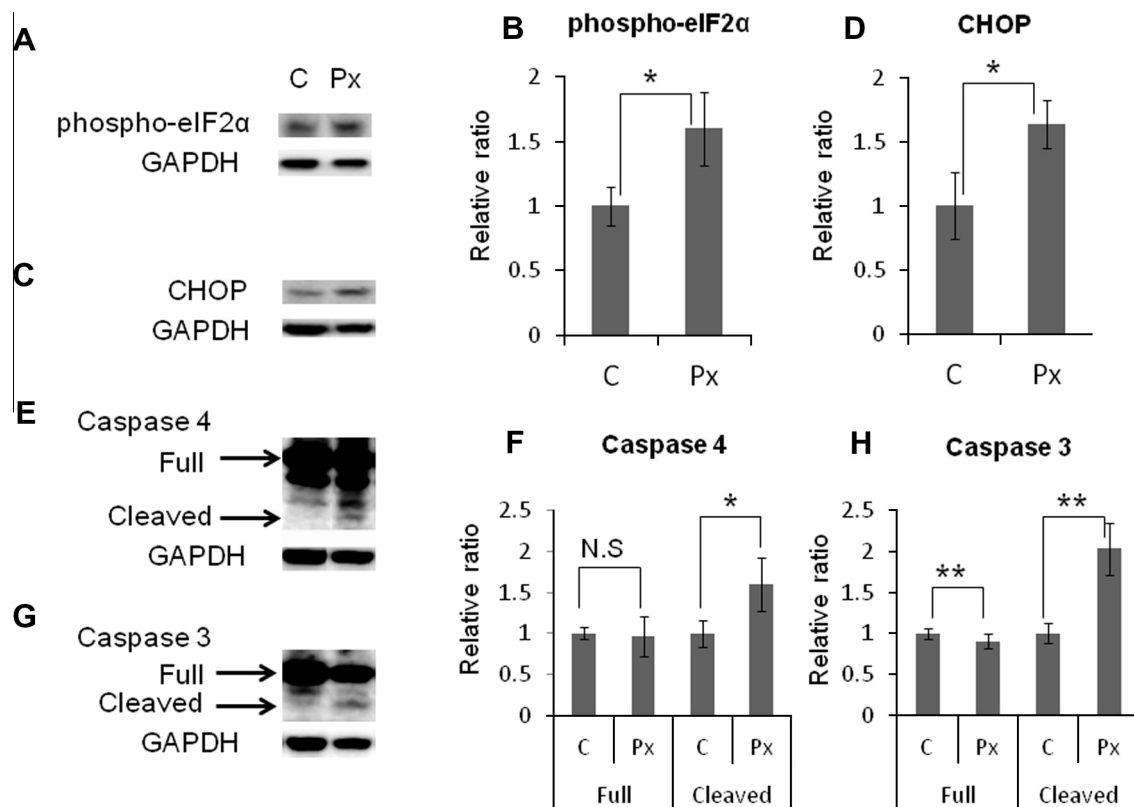 A
C Px
phospho-eIF2α
GAPDH
B phospho-eIF2α
Relative ratio
2
1.5
1
0.5
0
*
C Px
D CHOP
Relative ratio
2
1.5
1
0.5
0
*
C Px
C
CHOP
GAPDH
E
Caspase 4
Full
Cleaved
GAPDH
F Caspase 4
Relative ratio
2.5
2
1.5
1
0.5
0
N.S
*
C Px C Px
Full Cleaved
G
Caspase 3
Full
Cleaved
GAPDH
H Caspase 3
Relative ratio
2.5
2
1.5
1
0.5
0
**
**
C Px C Px
Full Cleaved